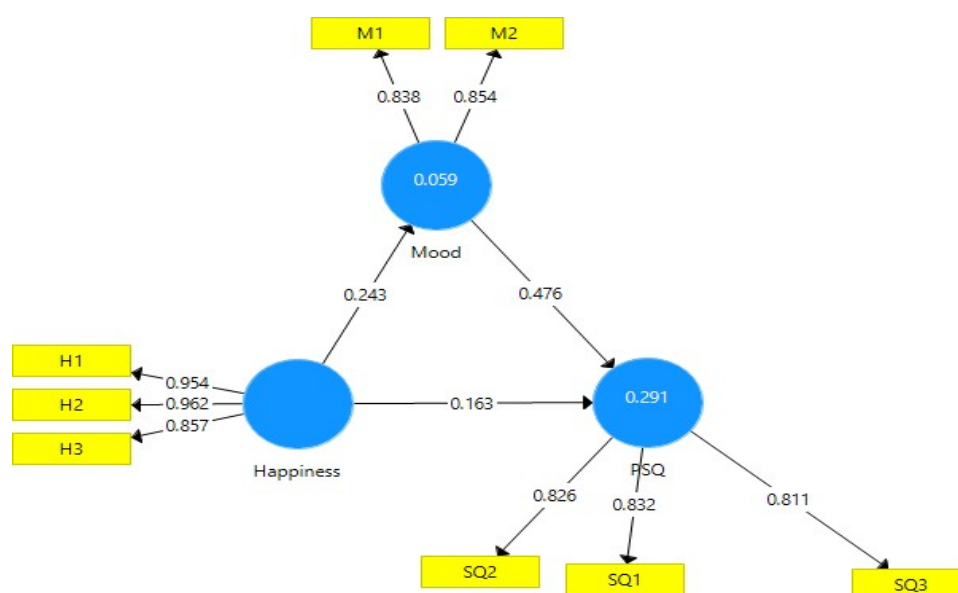 M1
M2
0.838
0.854
0.059
Mood
0.243
0.476
H1
H2
H3
0.954
0.962
0.857
Happiness
0.163
0.291
PSQ
0.826
0.832
0.811
SQ2
SQ1
SQ3